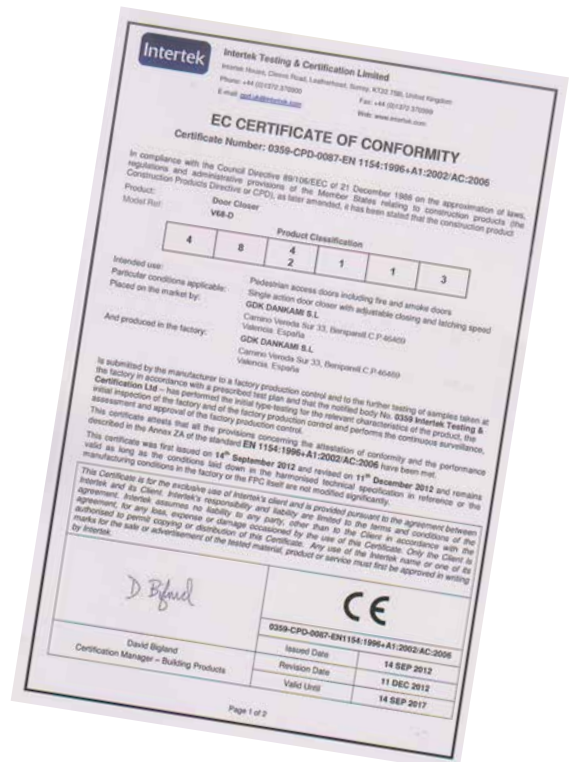 Intertek
Intertek Testing & Certification Limited
Intertek House, Cleeve Road, Leatherhead, Surrey, KT22 7SB, United Kingdom
Phone: +44 (0)1372 370900
Fax: +44 (0)1372 370999
E-mail:
Web: www.intertek.com
EC CERTIFICATE OF CONFORMITY
Certificate Number: 0359-CPD-0087-EN 1154:1996+A1:2002/AC:2006
In compliance with the Council Directive 89/106/EEC of 21 December 1988 on the approximation of laws,
regulations and administrative provisions of the Member States relating to construction products (the
Construction Products Directive or CPD), as later amended, it has been stated that the construction product
Product: Door Closer
Model Ref: V68-D
Product Classification
4 8 4 1 1 3
2
Intended use: Pedestrian access doors including fire and smoke doors
Particular conditions applicable: Single action door closer with adjustable closing and latching speed
Placed on the market by: GDK DANKAMI S.L
Camino Vereda Sur 33, Beniparrell C.P.46469
Valencia, España
And produced in the factory: GDK DANKAMI S.L
Camino Vereda Sur 33, Beniparrell C.P.46469
Valencia, España
Is submitted by the manufacturer to a factory production control and to the further testing of samples taken at
the factory in accordance with a prescribed test plan and that the notified body No. 0359 Intertek Testing &
Certification Ltd – has performed the initial type-testing for the relevant characteristics of the product, the
initial inspection of the factory and of the factory production control and performs the continuous surveillance,
assessment and approval of the factory production control.
This certificate attests that all the provisions concerning the attestation of conformity and the performance
described in the Annex ZA of the standard EN 1154:1996+A1:2002/AC:2006 have been met.
This certificate was first issued on 14th September 2012 and revised on 11th December 2012 and remains
valid as long as the conditions laid down in the harmonised technical specification in reference or the
manufacturing conditions in the factory or the FPC itself are not modified significantly.
This Certificate is for the exclusive use of Intertek's client and is provided pursuant to the agreement between
Intertek and its Client. Intertek's responsibility and liability are limited to the terms and conditions of the
agreement. Intertek assumes no liability to any party, other than to the Client in accordance with the
agreement, for any loss, expense or damage occasioned by the use of this Certificate. Only the Client is
authorised to permit copying or distribution of this Certificate. Any use of the Intertek name or one of its
marks for the sale or advertisement of the tested material, product or service must first be approved in writing
by Intertek.
CE
0359-CPD-0087-EN1154:1996+A1:2002/AC:2006
David Bigland
Certification Manager – Building Products
Issued Date 14 SEP 2012
Revision Date 11 DEC 2012
Valid Until 14 SEP 2017
Page 1 of 2